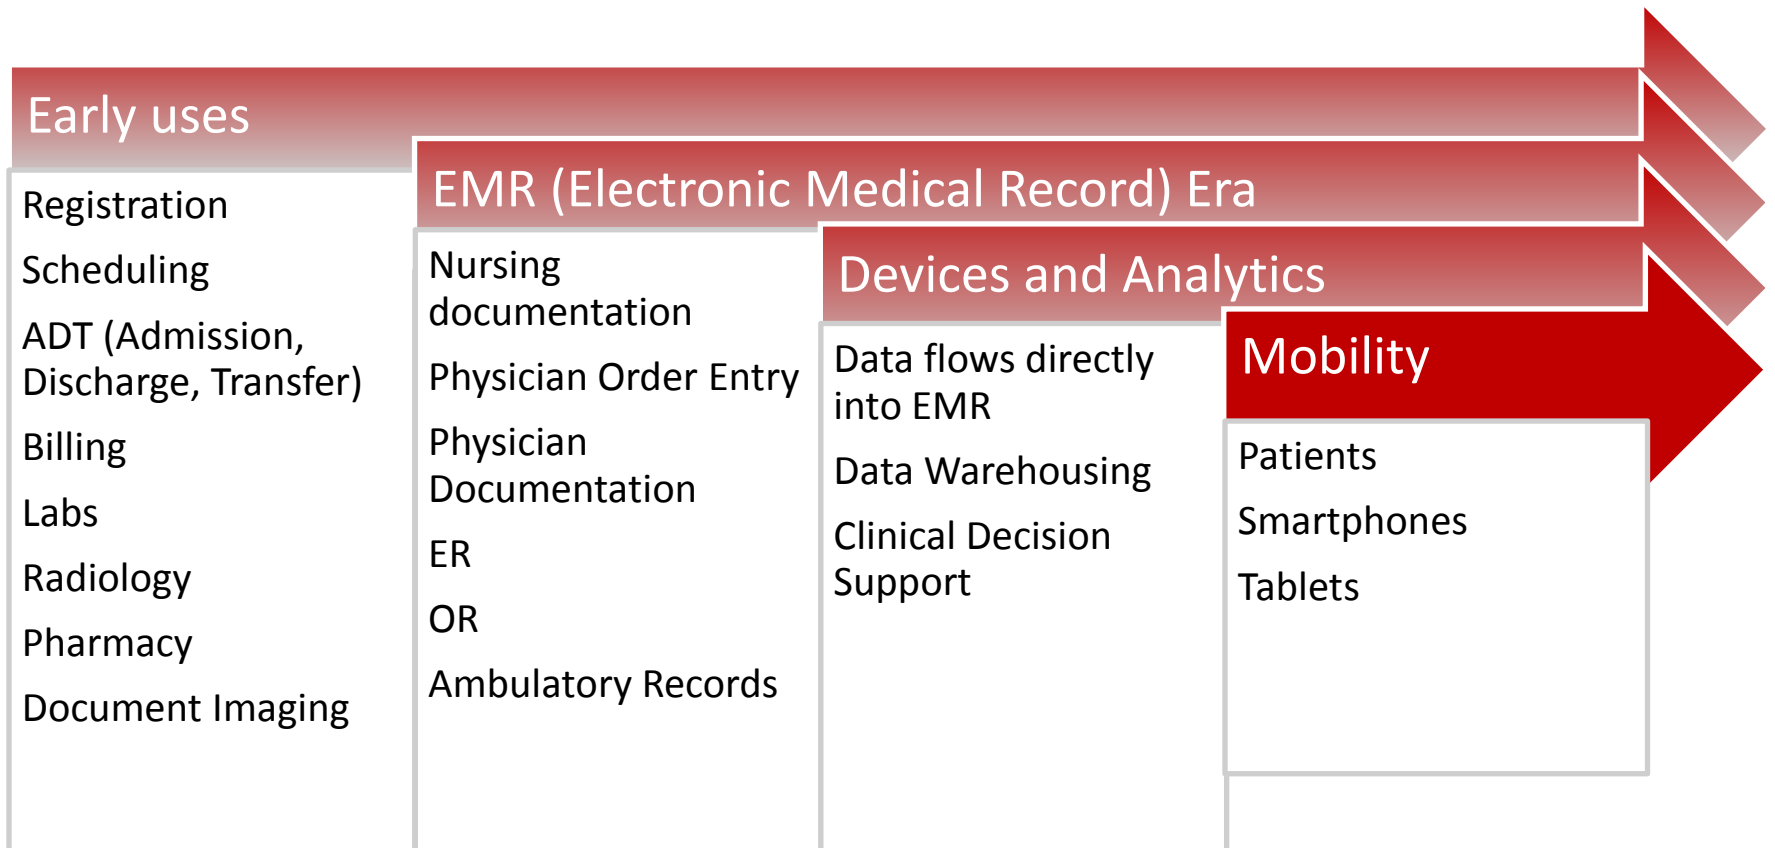 Early uses
Registration
Scheduling
ADT (Admission,
Discharge, Transfer)
Billing
Labs
Radiology
Pharmacy
Document Imaging
EMR (Electronic Medical Record) Era
Nursing
documentation
Physician Order Entry
Physician
Documentation
ER
OR
Ambulatory Records
Devices and Analytics
Data flows directly
into EMR
Data Warehousing
Clinical Decision
Support
Mobility
Patients
Smartphones
Tablets